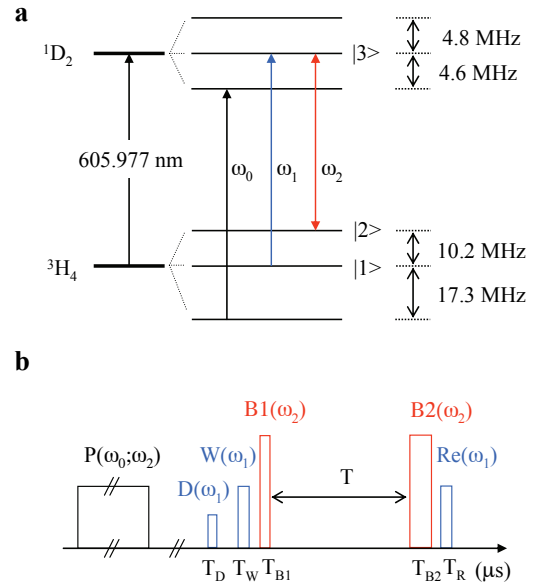 a
4.8 MHz
¹D₂
|3>
4.6 MHz
605.977 nm
ω₀
ω₁
ω₂
|2>
10.2 MHz
³H₄
|1>
17.3 MHz
b
B1(ω₂)
B2(ω₂)
P(ω₀;ω₂)
W(ω₁)
Re(ω₁)
D(ω₁)
T
T_D T_W T_B1 T_B2 T_R (μs)